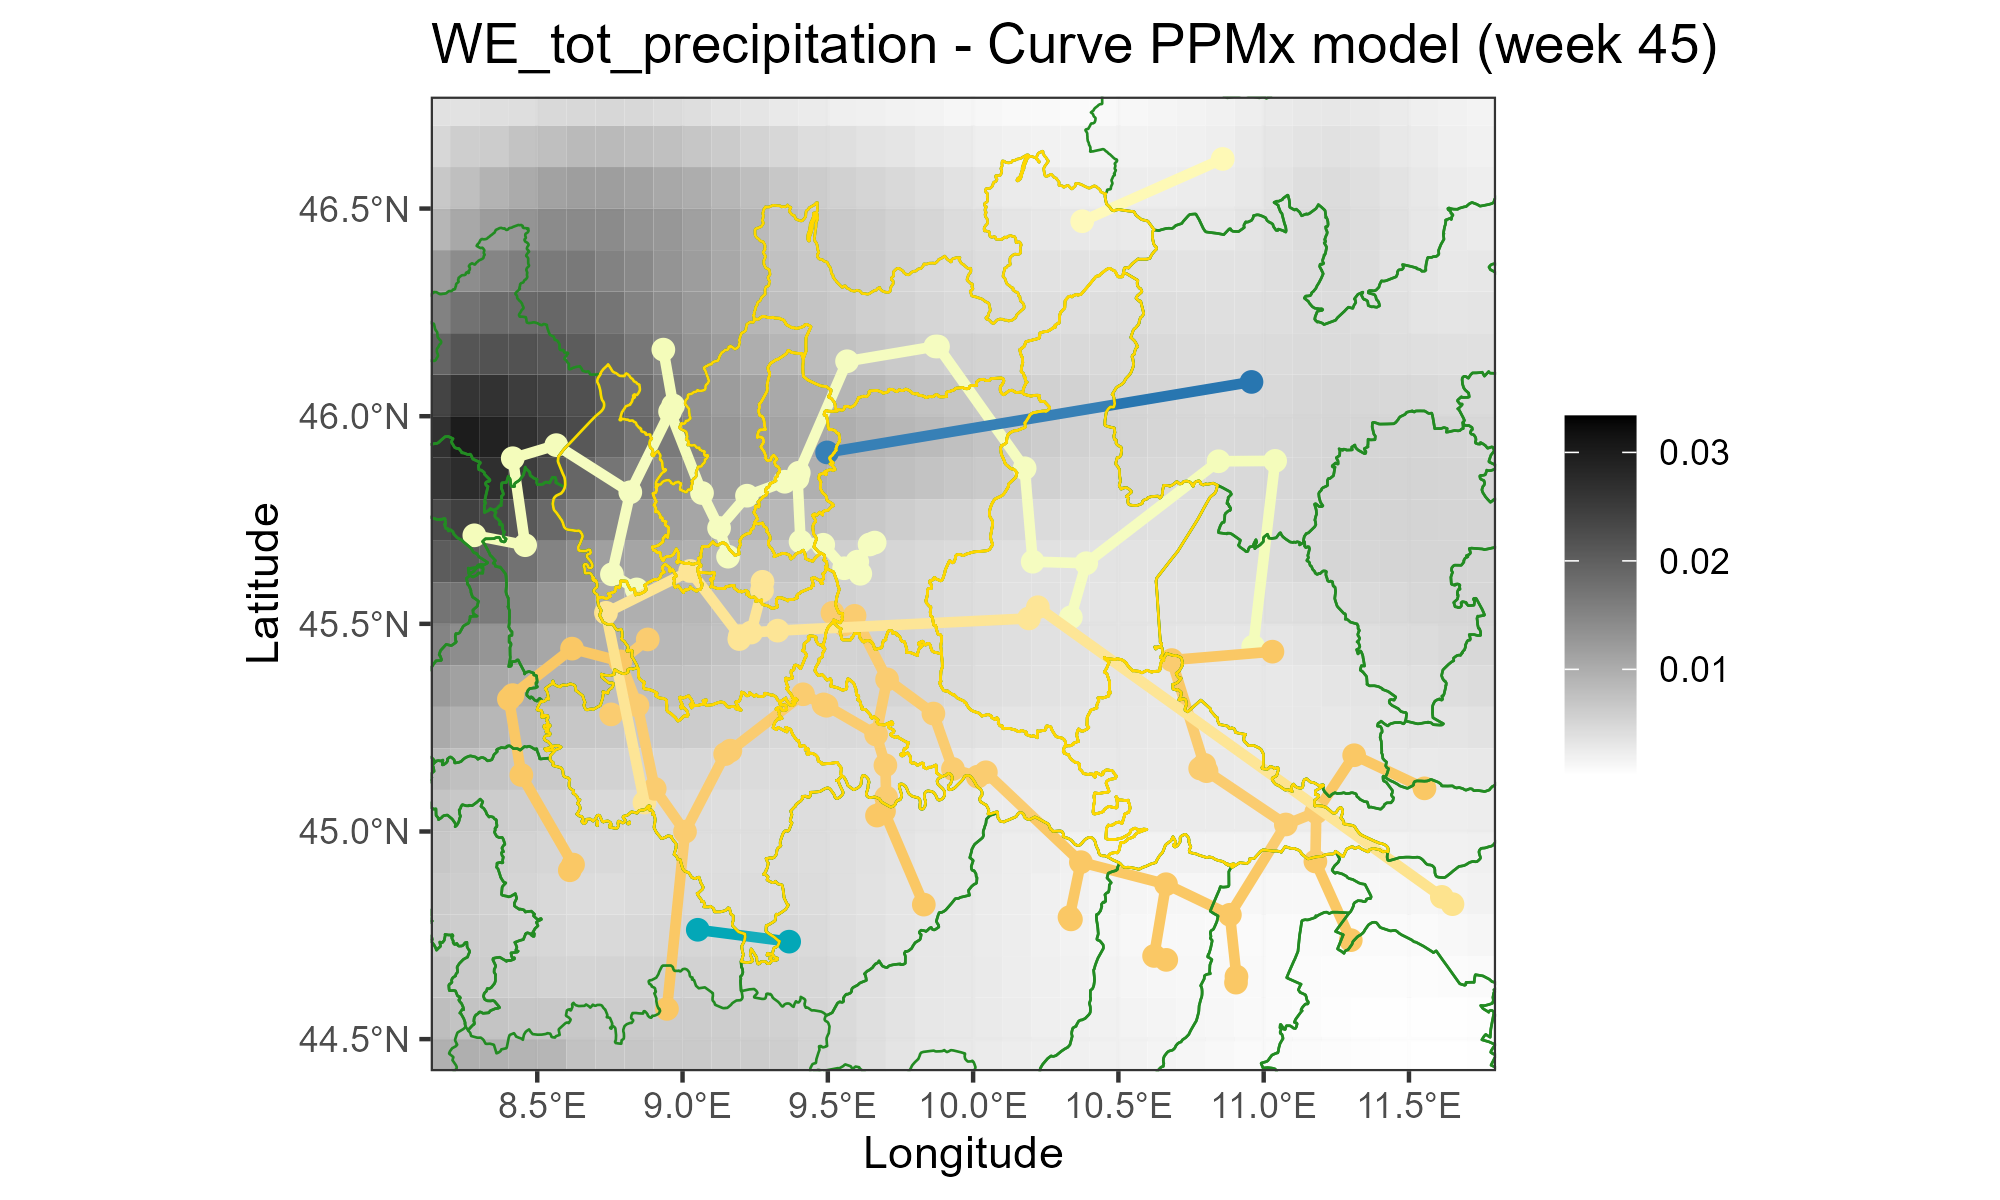 WE_tot_precipitation - Curve PPMx model (week 45)
46.5°N
46.0°N
45.5°N
45.0°N
44.5°N
Latitude
8.5°E 9.0°E 9.5°E 10.0°E 10.5°E 11.0°E 11.5°E
Longitude
0.03
0.02
0.01